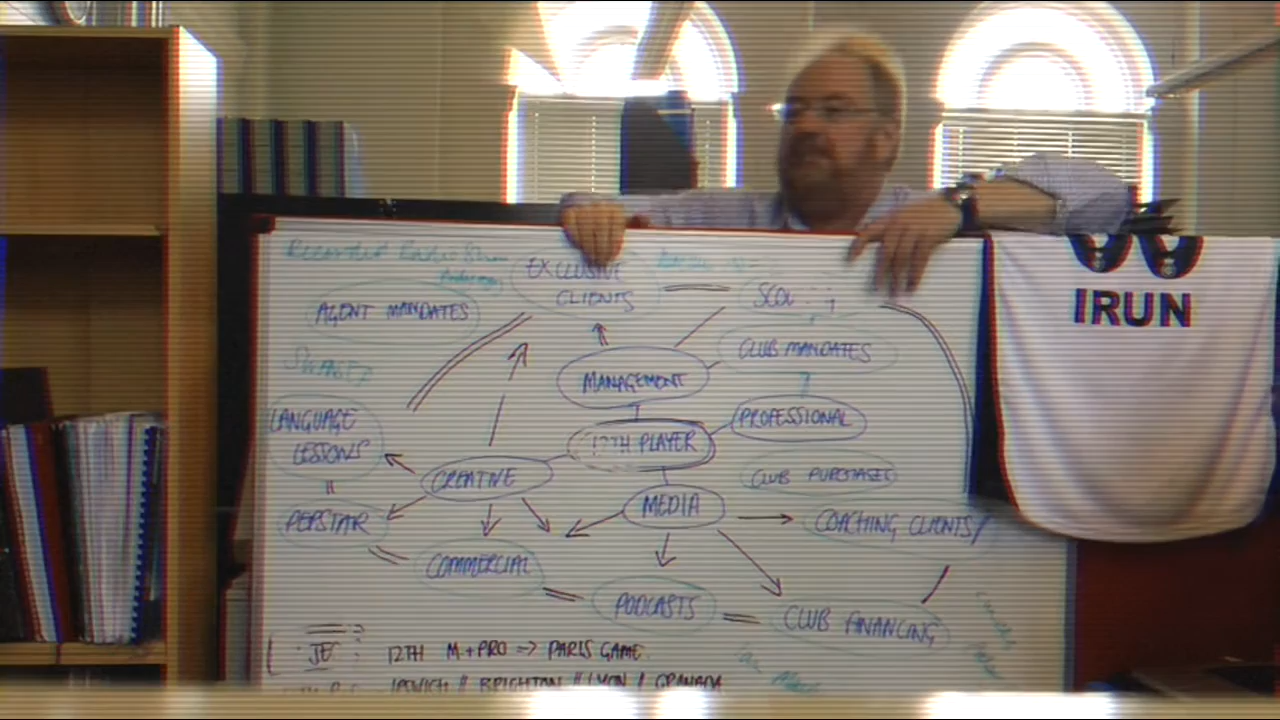 EXCLUSIVE
CLIENTS
AGENT MANDATES
CLUB MANDATES
MANAGEMENT
LANGUAGE
LESSONS
PROFESSIONAL
12TH PLAYER
CREATIVE
CLUB PURCHASES
MEDIA
PEPSTAR
COACHING CLIENTS/
COMMERCIAL
PODCASTS
CLUB FINANCING
JE : 12TH M+PRO => PARIS GAME.
IPSWICH // BRIGHTON // LYON / GRANADA
IRUN